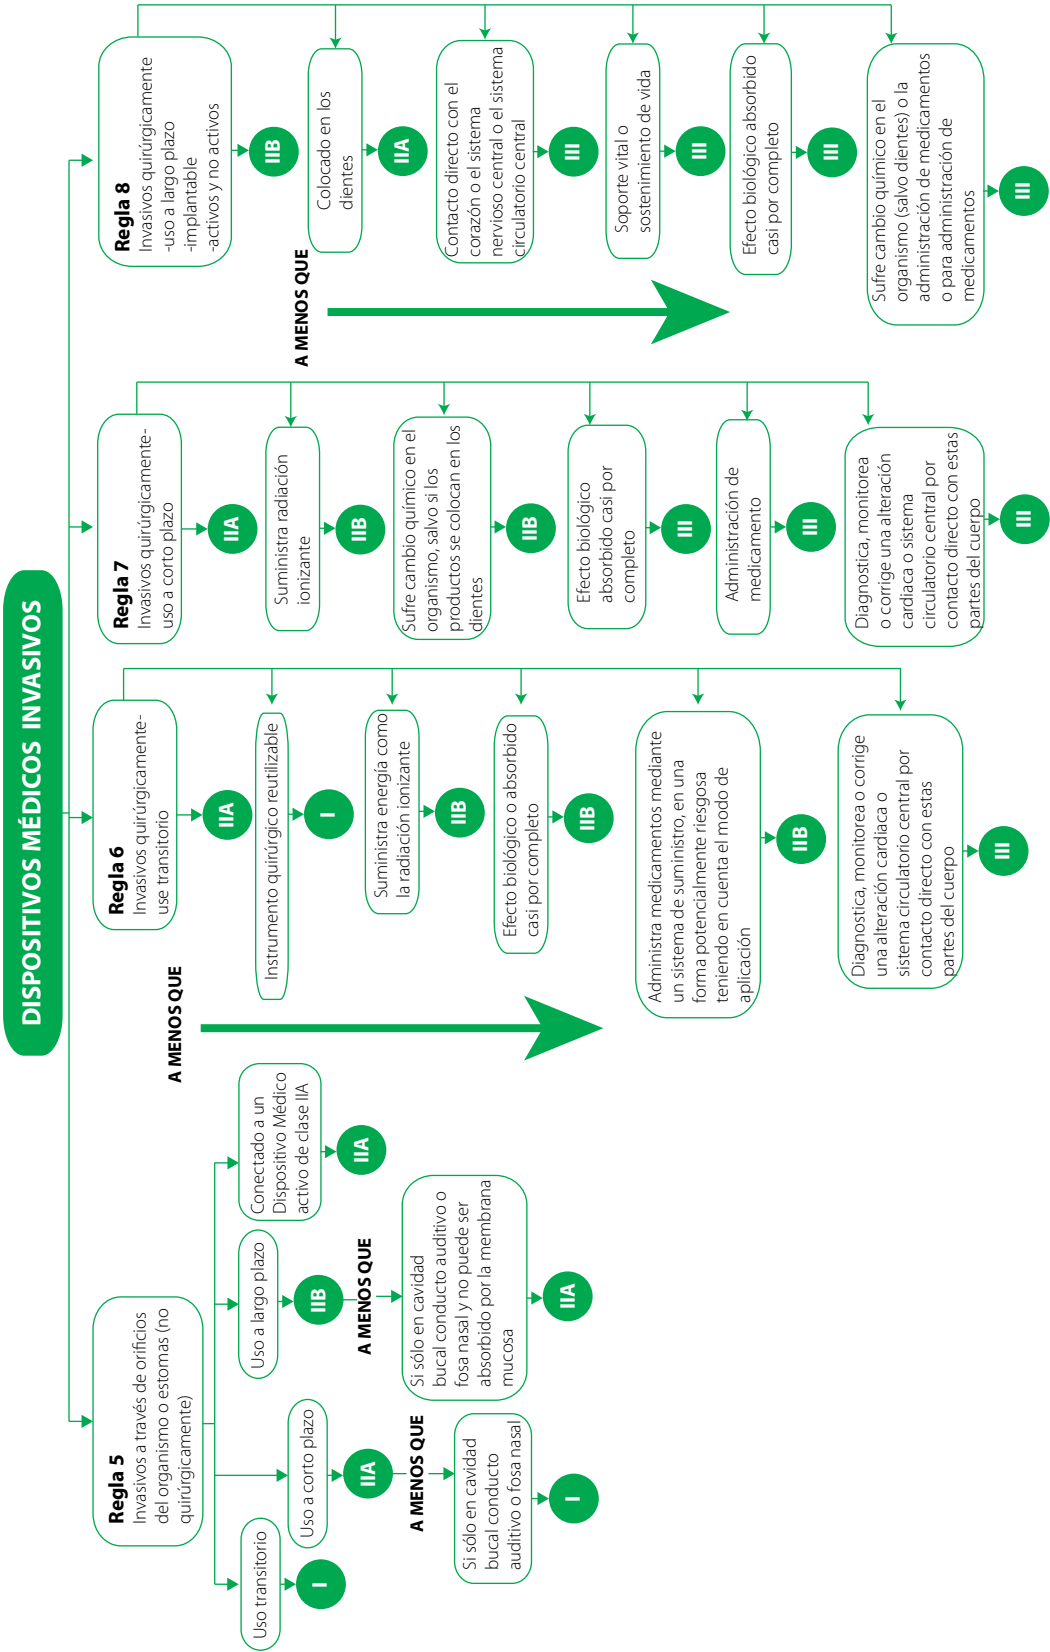 DISPOSITIVOS MÉDICOS INVASIVOS
Regla 5
Invasivos a través de orificios
del organismo o estomas (no
quirúrgicamente)
Uso transitorio
I
Uso a corto plazo
IIA
A MENOS QUE
Si sólo en cavidad
bucal conducto
auditivo o fosa nasal
I
Uso a largo plazo
IIB
A MENOS QUE
Si sólo en cavidad
bucal conducto auditivo o
fosa nasal y no puede ser
absorbido por la membrana
mucosa
IIA
Conectado a un
Dispositivo Médico
activo de clase IIA
IIA
A MENOS QUE
Regla 6
Invasivos quirúrgicamente-
use transitorio
IIA
Instrumento quirúrgico reutilizable
I
Suministra energía como
la radiación ionizante
IIB
Efecto biológico o absorbido
casi por completo
IIB
Administra medicamentos mediante
un sistema de suministro, en una
forma potencialmente riesgosa
teniendo en cuenta el modo de
aplicación
IIB
Diagnostica, monitorea o corrige
una alteración cardiaca o
sistema circulatorio central por
contacto directo con estas
partes del cuerpo
III
Regla 7
Invasivos quirúrgicamente-
uso a corto plazo
IIA
Suministra radiación
ionizante
IIB
Sufre cambio químico en el
organismo, salvo si los
productos se colocan en los
dientes
IIB
Efecto biológico
absorbido casi por
completo
III
Administración de
medicamento
III
Diagnostica, monitorea
o corrige una alteración
cardiaca o sistema
circulatorio central por
contacto directo con estas
partes del cuerpo
III
A MENOS QUE
Regla 8
Invasivos quirúrgicamente
-uso a largo plazo
-implantable
-activos y no activos
IIB
Colocado en los
dientes
IIA
Contacto directo con el
corazón o el sistema
nervioso central o el sistema
circulatorio central
III
Soporte vital o
sostenimiento de vida
III
Efecto biológico absorbido
casi por completo
III
Sufre cambio químico en el
organismo (salvo dientes) o la
administración de medicamentos
o para administración de
medicamentos
III